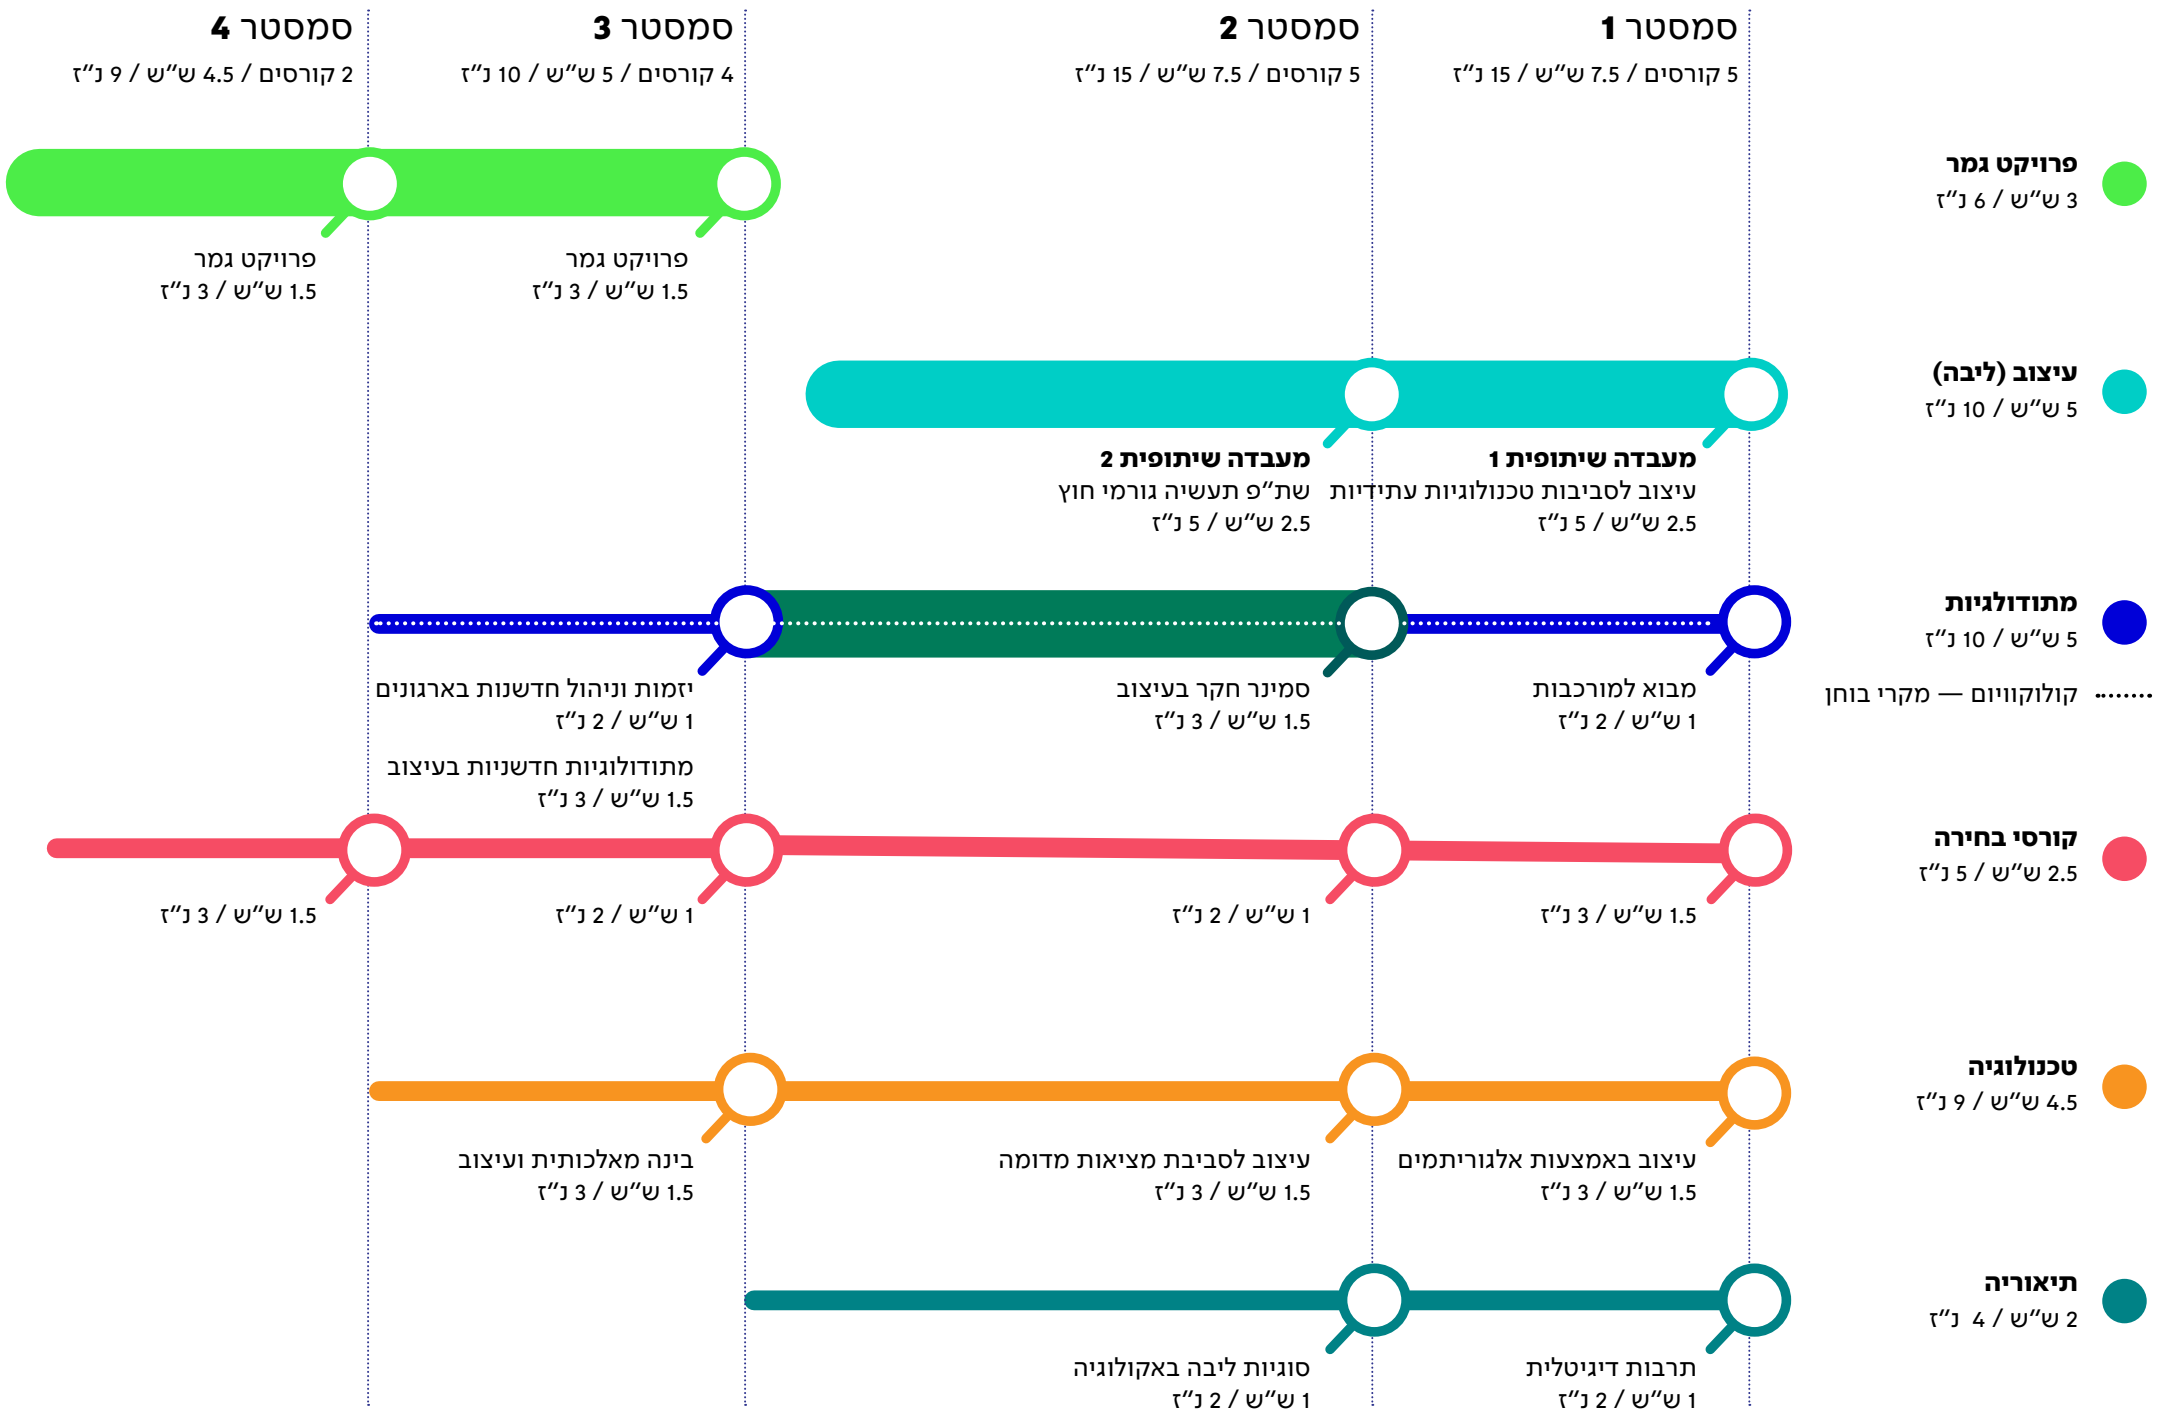 סמסטר 1
5 קורסים / 7.5 ש״ש / 15 נ״ז
סמסטר 2
5 קורסים / 7.5 ש״ש / 15 נ״ז
סמסטר 3
4 קורסים / 5 ש״ש / 10 נ״ז
סמסטר 4
2 קורסים / 4.5 ש״ש / 9 נ״ז
פרויקט גמר
3 ש״ש / 6 נ״ז
פרויקט גמר
1.5 ש״ש / 3 נ״ז
פרויקט גמר
1.5 ש״ש / 3 נ״ז
עיצוב (ליבה)
5 ש״ש / 10 נ״ז
מעבדה שיתופית 1
עיצוב לסביבות טכנולוגיות עתידיות
2.5 ש״ש / 5 נ״ז
מעבדה שיתופית 2
שת״פ תעשיה גורמי חוץ
2.5 ש״ש / 5 נ״ז
מתודולגיות
5 ש״ש / 10 נ״ז
קולוקוויום — מקרי בוחן
מבוא למורכבות
1 ש״ש / 2 נ״ז
סמינר חקר בעיצוב
1.5 ש״ש / 3 נ״ז
יזמות וניהול חדשנות בארגונים
1 ש״ש / 2 נ״ז
מתודולוגיות חדשניות בעיצוב
1.5 ש״ש / 3 נ״ז
קורסי בחירה
2.5 ש״ש / 5 נ״ז
1.5 ש״ש / 3 נ״ז
1 ש״ש / 2 נ״ז
1 ש״ש / 2 נ״ז
1.5 ש״ש / 3 נ״ז
טכנולוגיה
4.5 ש״ש / 9 נ״ז
עיצוב באמצעות אלגוריתמים
1.5 ש״ש / 3 נ״ז
עיצוב לסביבת מציאות מדומה
1.5 ש״ש / 3 נ״ז
בינה מאלכותית ועיצוב
1.5 ש״ש / 3 נ״ז
תיאוריה
2 ש״ש / 4 נ״ז
תרבות דיגיטלית
1 ש״ש / 2 נ״ז
סוגיות ליבה באקולוגיה
1 ש״ש / 2 נ״ז